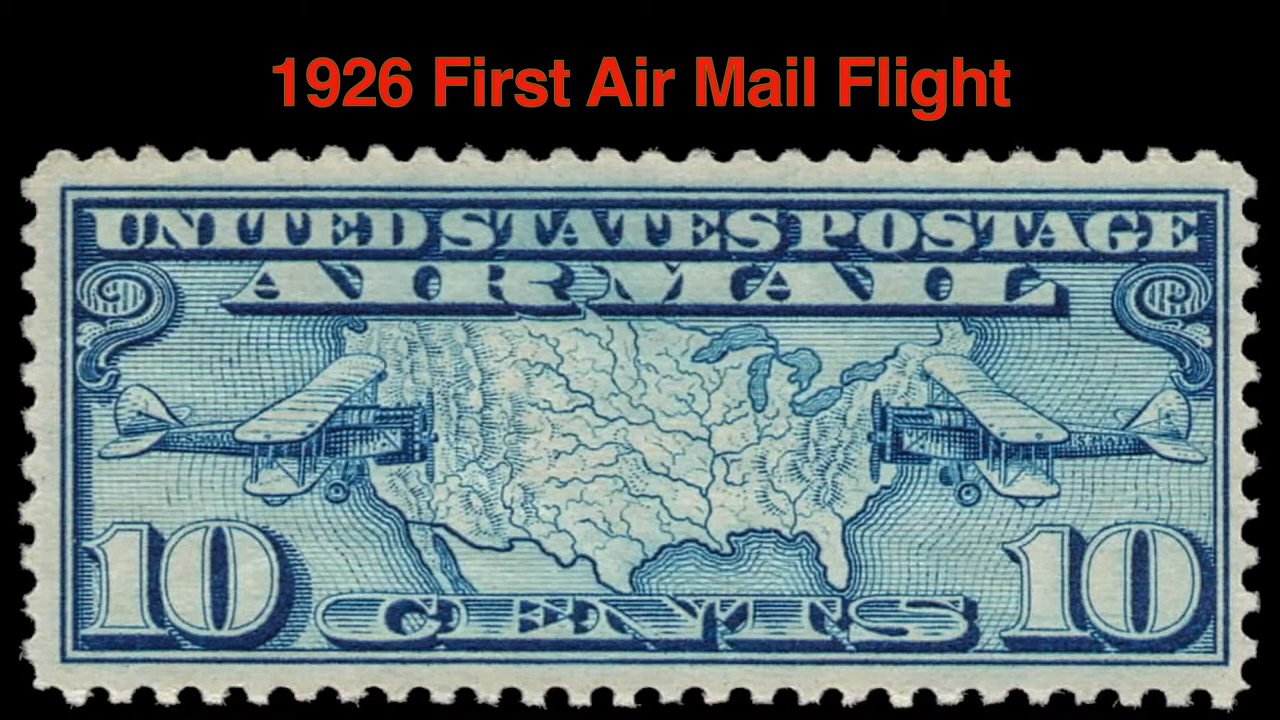 1926 First Air Mail Flight
UNITED STATES POSTAGE
AIR MAIL
10 CENTS 10